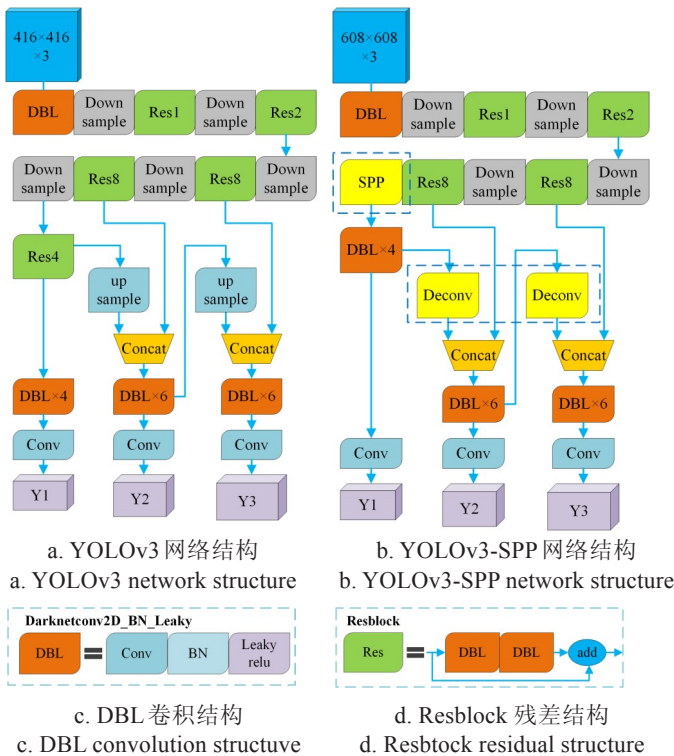 416×416
×3
DBL
Down
sample
Res1
Down
sample
Res2
Down
sample
Res8
Down
sample
Res8
Down
sample
Res4
up
sample
up
sample
Concat
Concat
DBL×4
DBL×6
DBL×6
Conv
Conv
Conv
Y1
Y2
Y3
a. YOLOv3 网络结构
a. YOLOv3 network structure
608×608
×3
DBL
Down
sample
Res1
Down
sample
Res2
SPP
Res8
Down
sample
Res8
Down
sample
DBL×4
Deconv
Deconv
Concat
Concat
DBL×6
DBL×6
Conv
Conv
Conv
Y1
Y2
Y3
b. YOLOv3-SPP 网络结构
b. YOLOv3-SPP network structure
Darknetconv2D_BN_Leaky
DBL
=
Conv
BN
Leaky
relu
c. DBL 卷积结构
c. DBL convolution structuve
Resblock
Res
=
DBL
DBL
add
d. Resblock 残差结构
d. Resbtock residual structure